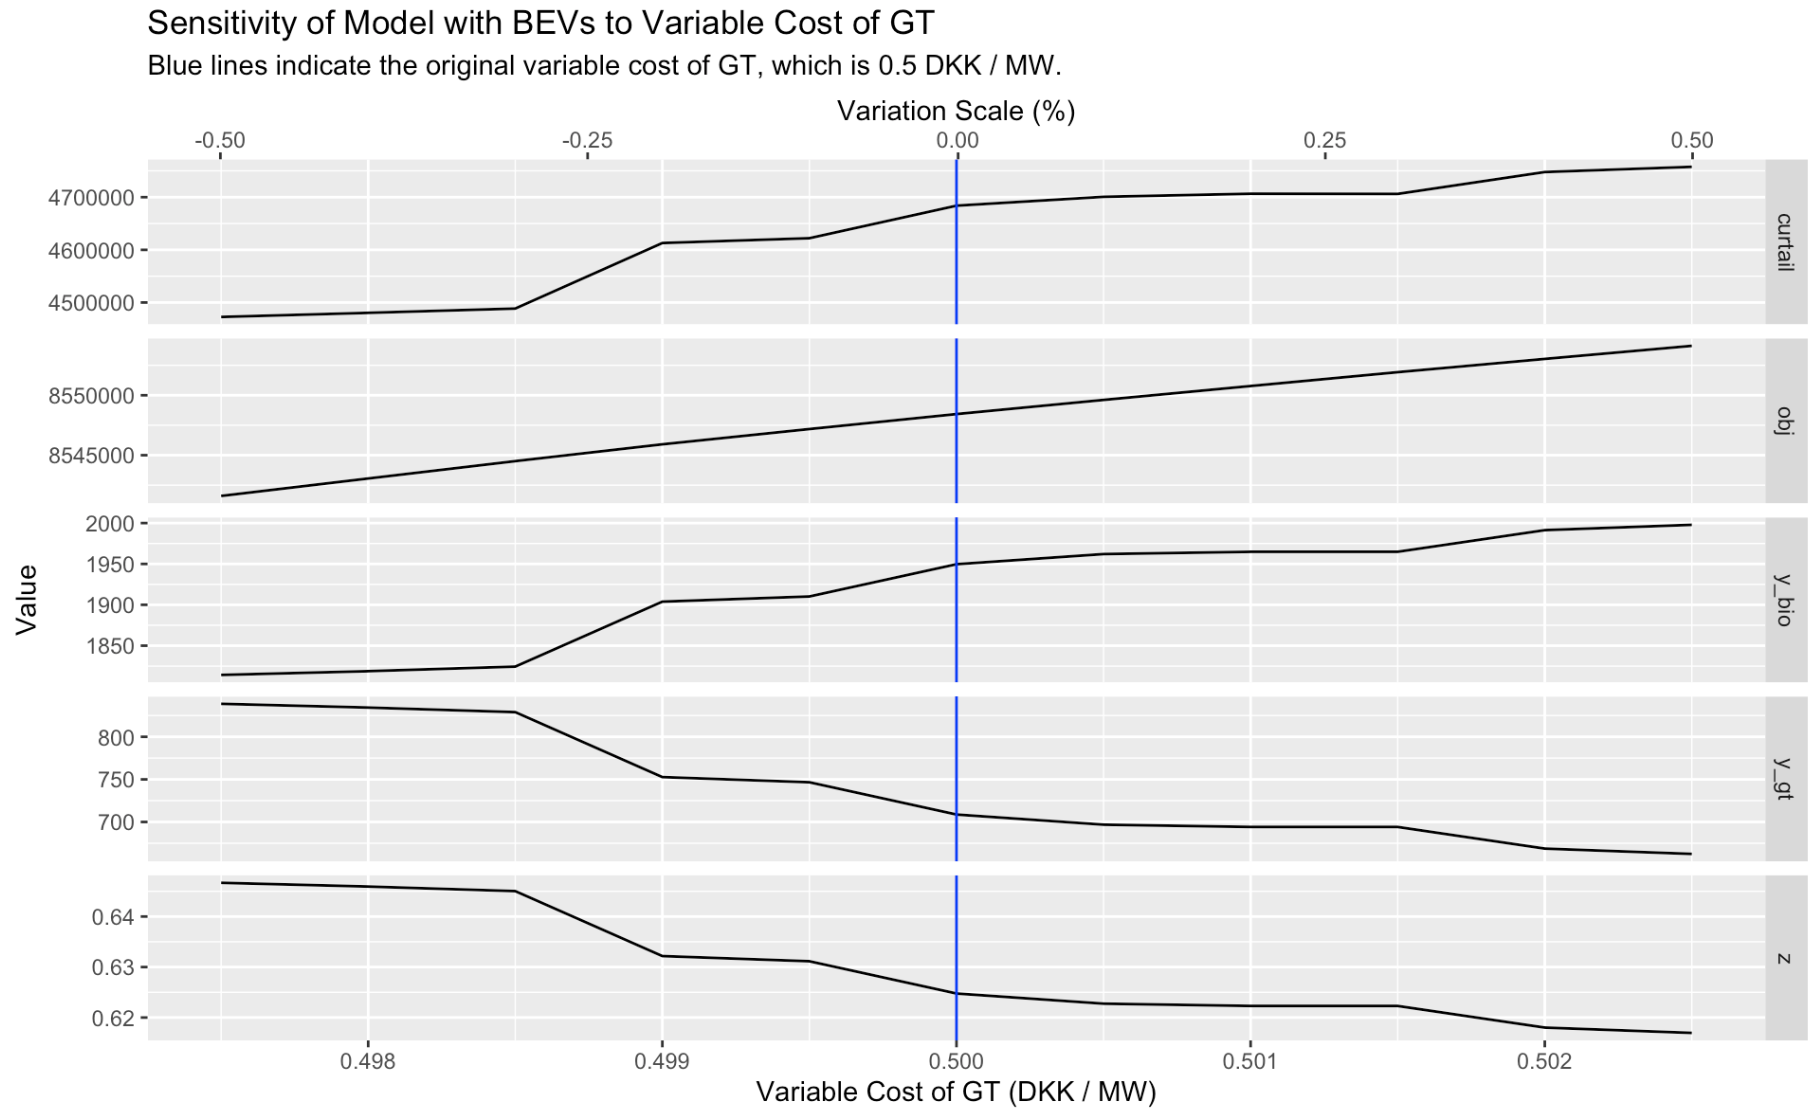 Sensitivity of Model with BEVs to Variable Cost of GT
Blue lines indicate the original variable cost of GT, which is 0.5 DKK / MW.
Variation Scale (%)
-0.50 -0.25 0.00 0.25 0.50
4700000
4600000
4500000
curtail
8550000
8545000
obj
Value
2000
1950
1900
1850
y_bio
800
750
700
y_gt
0.64
0.63
0.62
z
0.498 0.499 0.500 0.501 0.502
Variable Cost of GT (DKK / MW)